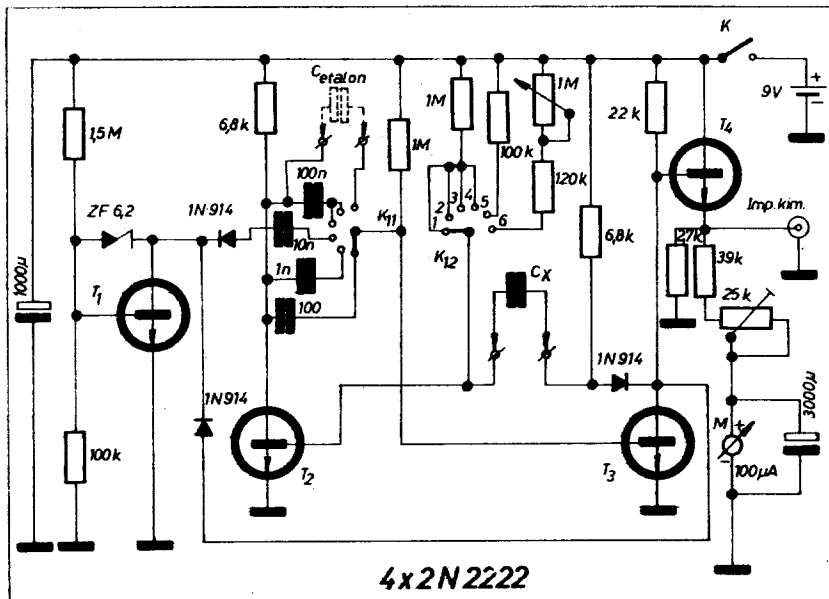 K
+
9V
-
1,5M
6,8k
C etalon
1M
1M
1M
100k
22k
T4
100n
120k
ZF 6,2
1N914
10n
K11
1
2
3
4
5
6
K12
6,8k
Imp.kim.
27k
39k
1000µ
T1
1n
100
CX
25k
1N914
1N914
3000µ
100k
T2
T3
M
+
-
100µA
4x2N2222